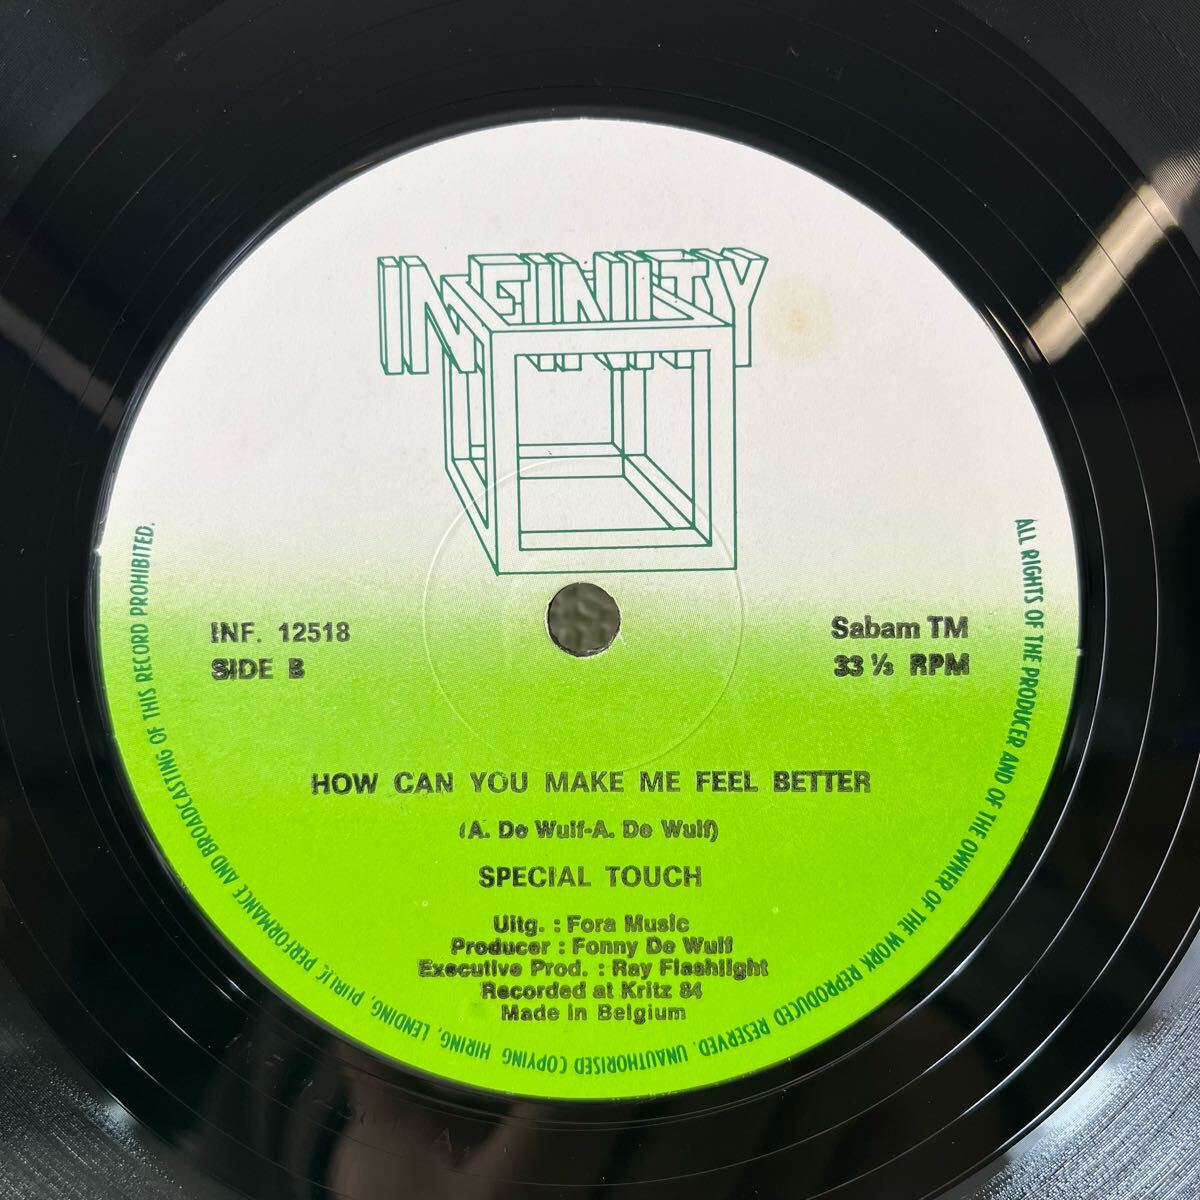 INFINITY
INF. 12518
SIDE B
Sabam TM
33 ⅓ RPM
HOW CAN YOU MAKE ME FEEL BETTER
(A. De Wulf-A. De Wulf)
SPECIAL TOUCH
Uitg. : Fora Music
Producer : Fonny De Wulf
Executive Prod. : Ray Flashlight
Recorded at Kritz 84
Made in Belgium
ALL RIGHTS OF THE PRODUCER AND OF THE OWNER OF THE WORK REPRODUCED RESERVED. UNAUTHORISED COPYING HIRING, LENDING, PUBLIC PERFORMANCE AND BROADCASTING OF THIS RECORD PROHIBITED.